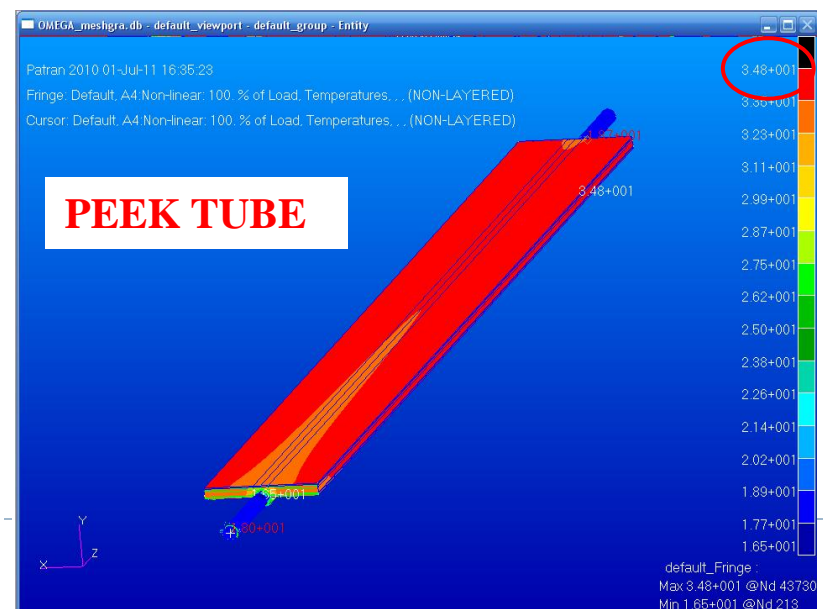 OMEGA_meshgra.db - default_viewport - default_group - Entity
Patran 2010 01-Jul-11 16:35:23
Fringe: Default, A4:Non-linear: 100. % of Load, Temperatures, , , (NON-LAYERED)
Cursor: Default, A4:Non-linear: 100. % of Load, Temperatures, , , (NON-LAYERED)
PEEK TUBE
3.48+001
3.35+001
3.23+001
3.11+001
2.99+001
2.87+001
2.75+001
2.62+001
2.50+001
2.38+001
2.26+001
2.14+001
2.02+001
1.89+001
1.77+001
1.65+001
3.48+001
1.65+001
Y
Z
X
default_Fringe :
Max 3.48+001 @Nd 43730
Min 1.65+001 @Nd 213